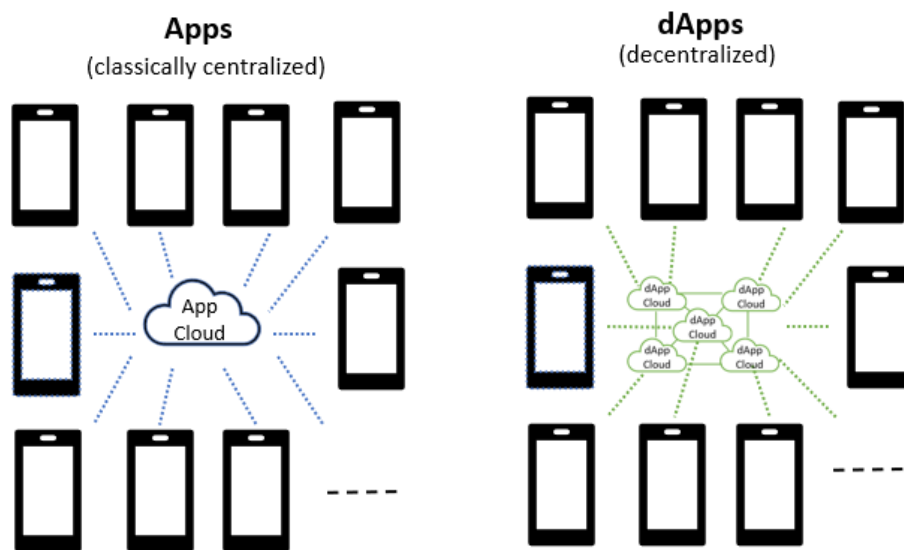 Apps
(classically centralized)
dApps
(decentralized)
App
Cloud
dApp
Cloud
dApp
Cloud
dApp
Cloud
dApp
Cloud
dApp
Cloud